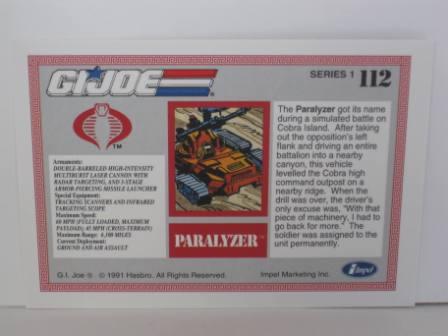 G.I.JOE
SERIES 1 112
TM
Armaments:
DOUBLE-BARRELED HIGH-INTENSITY
MULTIBURST LASER CANNON WITH
RADAR TARGETING, AND 3-STAGE
ARMOR-PIERCING MISSILE LAUNCHER
Special Equipment:
TRACKING SCANNERS AND INFRARED
TARGETING SCOPE
Maximum Speed:
60 MPH (FULLY LOADED, MAXIMUM
PAYLOAD); 45 MPH (CROSS-TERRAIN)
Maximum Range: 4,100 MILES
Current Deployment:
GROUND AND AIR ASSAULT
PARALYZER
The Paralyzer got its name
during a simulated battle on
Cobra Island. After taking
out the opposition's left
flank and driving an entire
battalion into a nearby
canyon, this vehicle
levelled the Cobra high
command outpost on a
nearby ridge. When the
drill was over, the driver's
only excuse was, "With that
piece of machinery, I had to
go back for more." The
soldier was assigned to the
unit permanently.
G.I. Joe ® © 1991 Hasbro. All Rights Reserved.
Impel Marketing Inc.
impel